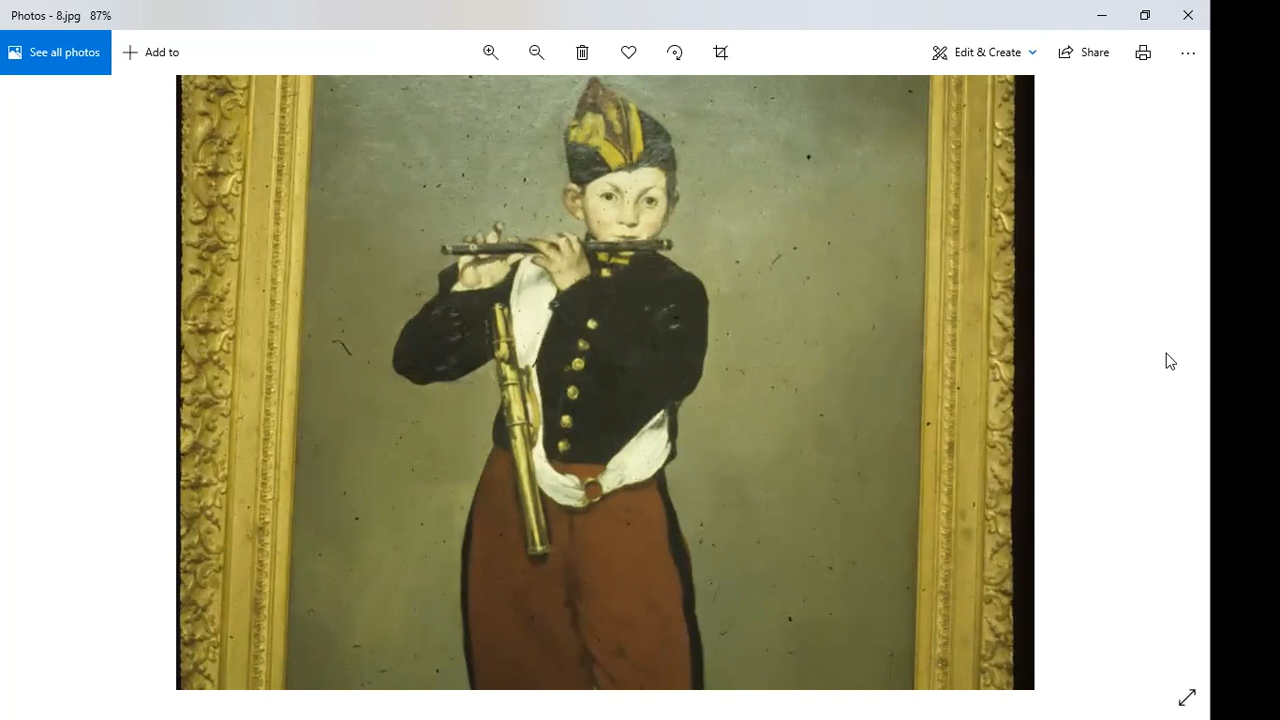 Photos - 8.jpg 87%
See all photos
Add to
Edit & Create
Share